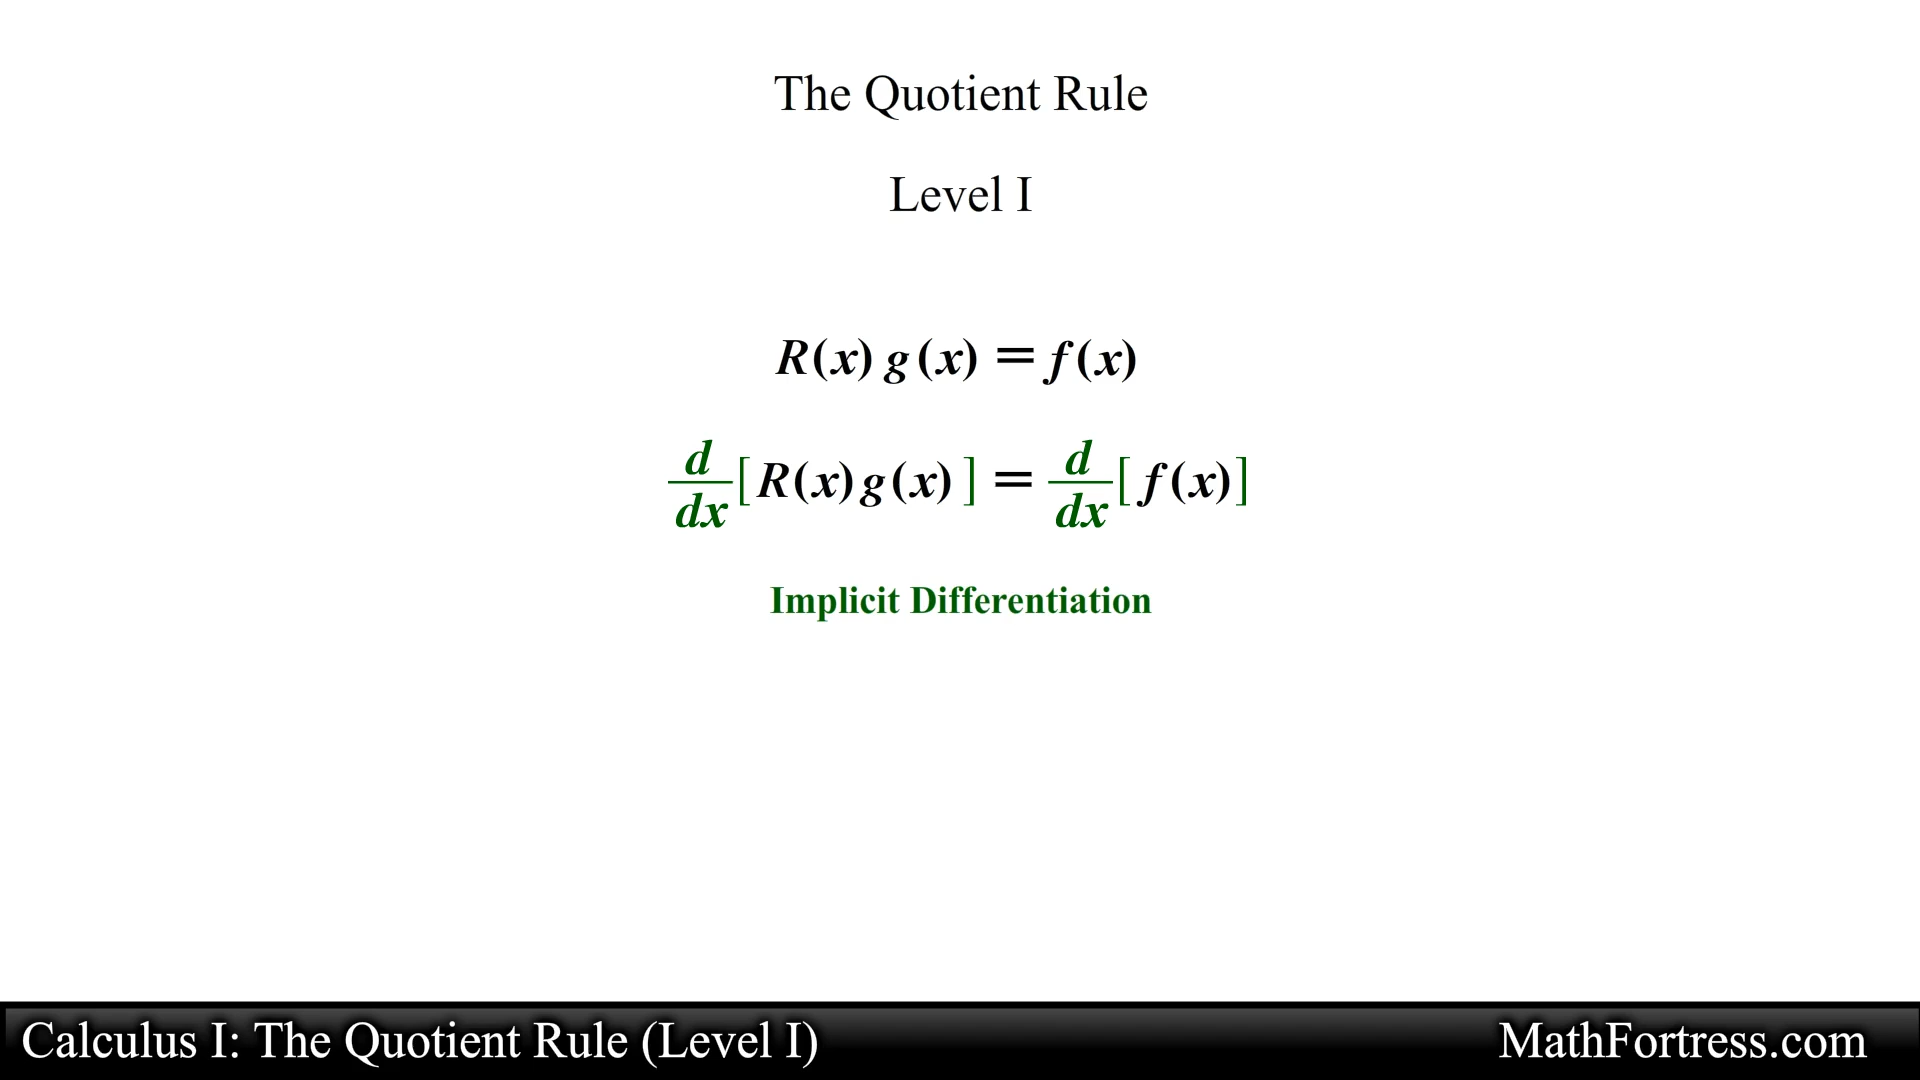 The Quotient Rule
Level I
R(x) g(x) = f(x)
d/dx [R(x)g(x)] = d/dx [f(x)]
Implicit Differentiation
Calculus I: The Quotient Rule (Level I)
MathFortress.com